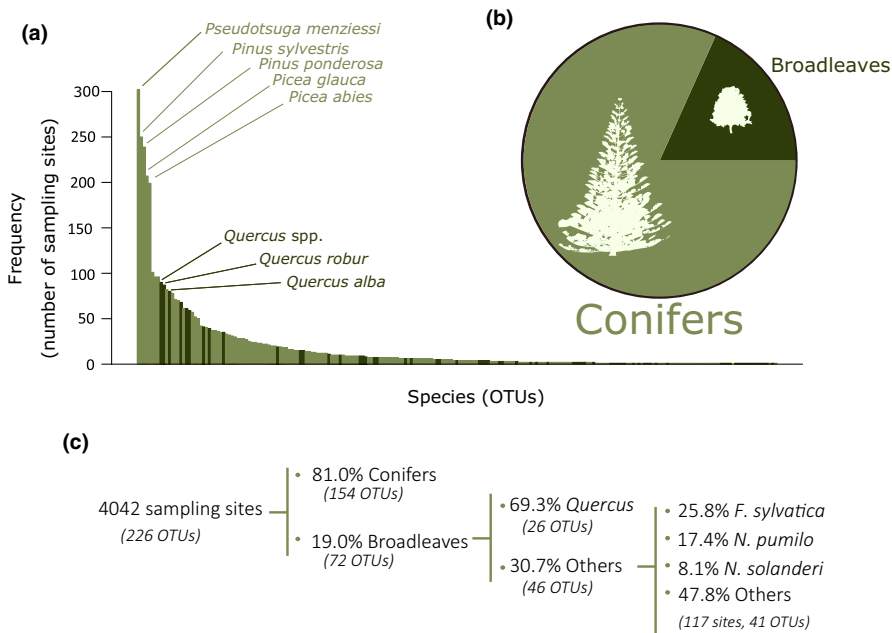 (a)
Pseudotsuga menziessi
Pinus sylvestris
Pinus ponderosa
Picea glauca
Picea abies
Frequency
(number of sampling sites)
300
250
200
150
100
50
0
Quercus spp.
Quercus robur
Quercus alba
Species (OTUs)
(b)
Broadleaves
Conifers
(c)
4042 sampling sites
(226 OTUs)
• 81.0% Conifers
(154 OTUs)
• 19.0% Broadleaves
(72 OTUs)
• 69.3% Quercus
(26 OTUs)
• 30.7% Others
(46 OTUs)
• 25.8% F. sylvatica
• 17.4% N. pumilo
• 8.1% N. solanderi
• 47.8% Others
(117 sites, 41 OTUs)